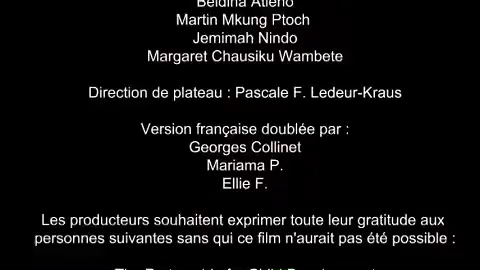 Beldina Atieno
Martin Mkung Ptoch
Jemimah Nindo
Margaret Chausiku Wambete
Direction de plateau : Pascale F. Ledeur-Kraus
Version française doublée par :
Georges Collinet
Mariama P.
Ellie F.
Les producteurs souhaitent exprimer toute leur gratitude aux
personnes suivantes sans qui ce film n'aurait pas été possible :